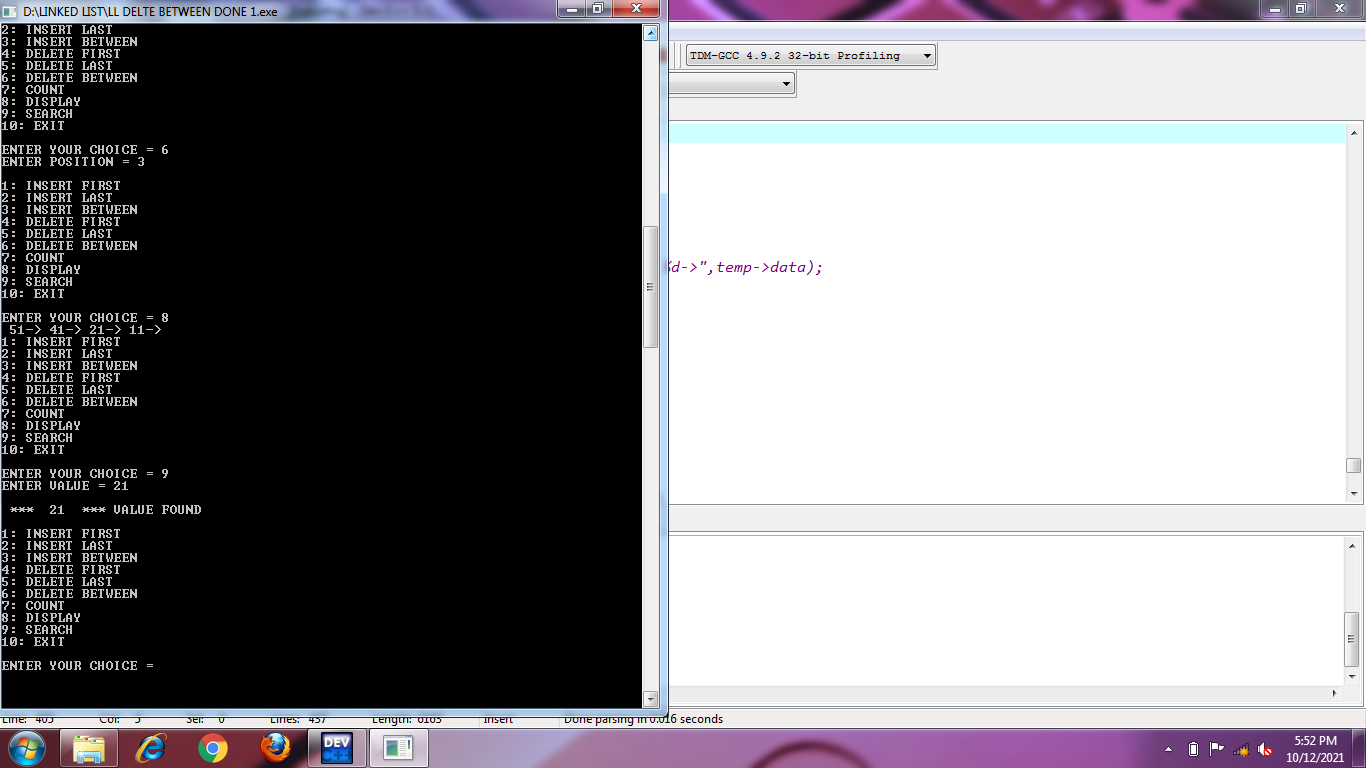 D:\LINKED LIST\LL DELTE BETWEEN DONE 1.exe
2: INSERT LAST
3: INSERT BETWEEN
4: DELETE FIRST
5: DELETE LAST
6: DELETE BETWEEN
7: COUNT
8: DISPLAY
9: SEARCH
10: EXIT
ENTER YOUR CHOICE = 6
ENTER POSITION = 3
1: INSERT FIRST
2: INSERT LAST
3: INSERT BETWEEN
4: DELETE FIRST
5: DELETE LAST
6: DELETE BETWEEN
7: COUNT
8: DISPLAY
9: SEARCH
10: EXIT
ENTER YOUR CHOICE = 8
51-> 41-> 21-> 11->
1: INSERT FIRST
2: INSERT LAST
3: INSERT BETWEEN
4: DELETE FIRST
5: DELETE LAST
6: DELETE BETWEEN
7: COUNT
8: DISPLAY
9: SEARCH
10: EXIT
ENTER YOUR CHOICE = 9
ENTER VALUE = 21
*** 21 *** VALUE FOUND
1: INSERT FIRST
2: INSERT LAST
3: INSERT BETWEEN
4: DELETE FIRST
5: DELETE LAST
6: DELETE BETWEEN
7: COUNT
8: DISPLAY
9: SEARCH
10: EXIT
ENTER YOUR CHOICE =
TDM-GCC 4.9.2 32-bit Profiling
d->",temp->data);
Line: 405 Col: 5 Sel: 0 Lines: 437 Length: 6163 Insert Done parsing in 0.016 seconds
DEV
5:52 PM
10/12/2021